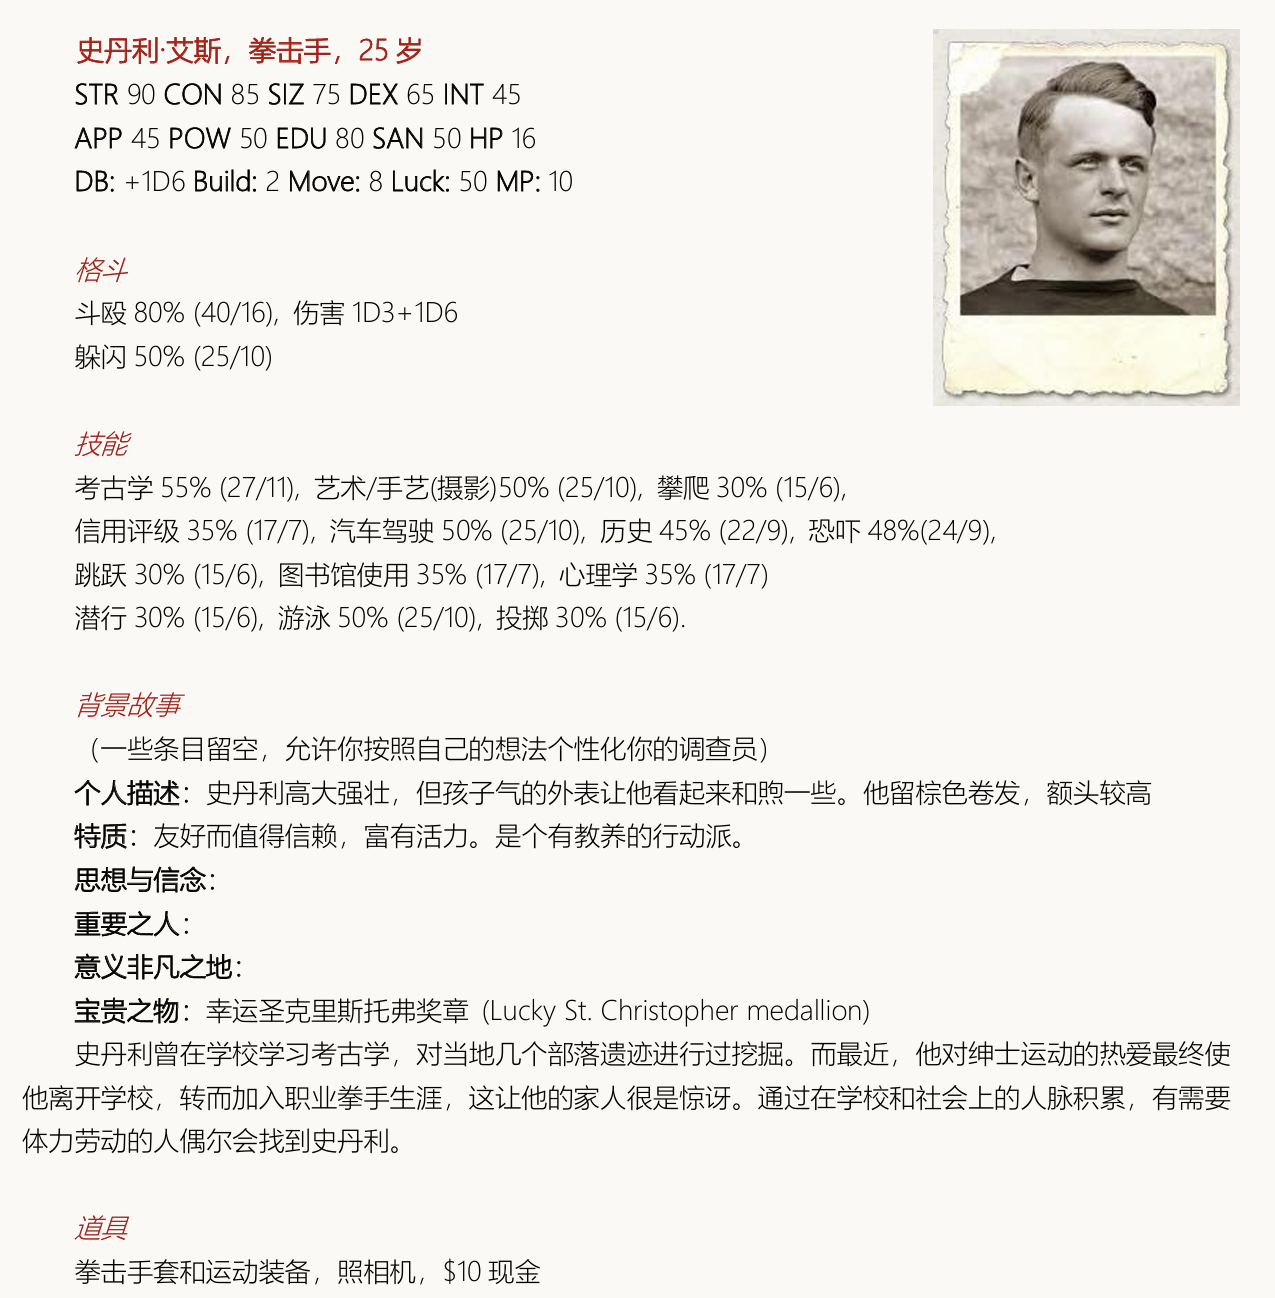 史丹利·艾斯，拳击手，25 岁
STR 90 CON 85 SIZ 75 DEX 65 INT 45
APP 45 POW 50 EDU 80 SAN 50 HP 16
DB: +1D6 Build: 2 Move: 8 Luck: 50 MP: 10
格斗
斗殴 80% (40/16)，伤害 1D3+1D6
躲闪 50% (25/10)
技能
考古学 55% (27/11)，艺术/手艺(摄影)50% (25/10)，攀爬 30% (15/6)，
信用评级 35% (17/7)，汽车驾驶 50% (25/10)，历史 45% (22/9)，恐吓 48%(24/9)，
跳跃 30% (15/6)，图书馆使用 35% (17/7)，心理学 35% (17/7)
潜行 30% (15/6)，游泳 50% (25/10)，投掷 30% (15/6).
背景故事
（一些条目留空，允许你按照自己的想法个性化你的调查员）
个人描述：史丹利高大强壮，但孩子气的外表让他看起来和煦一些。他留棕色卷发，额头较高
特质：友好而值得信赖，富有活力。是个有教养的行动派。
思想与信念：
重要之人：
意义非凡之地：
宝贵之物：幸运圣克里斯托弗奖章 (Lucky St. Christopher medallion)
史丹利曾在学校学习考古学，对当地几个部落遗迹进行过挖掘。而最近，他对绅士运动的热爱最终使
他离开学校，转而加入职业拳手生涯，这让他的家人很是惊讶。通过在学校和社会上的人脉积累，有需要
体力劳动的人偶尔会找到史丹利。
道具
拳击手套和运动装备，照相机，$10 现金